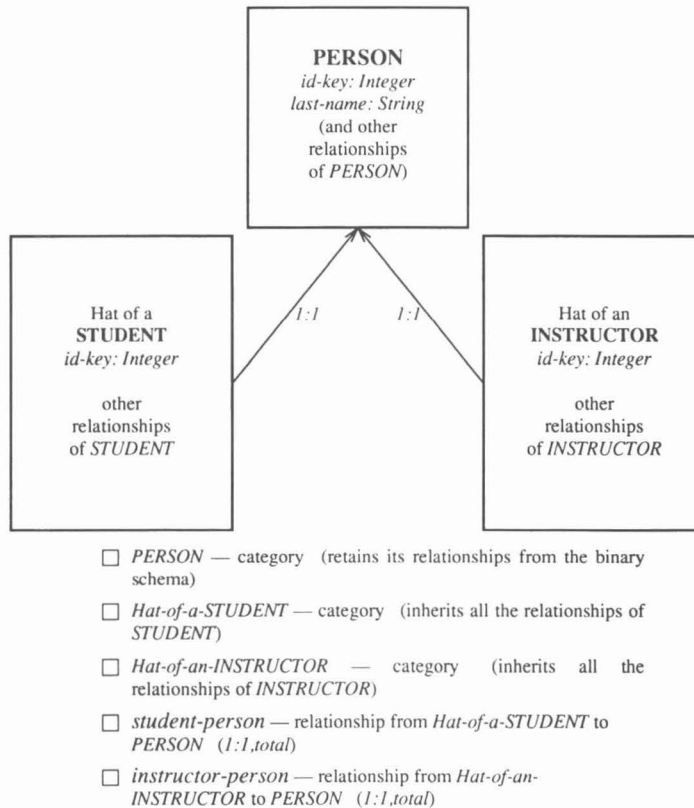 PERSON
id-key: Integer
last-name: String
(and other
relationships
of PERSON)
Hat of a
STUDENT
id-key: Integer
other
relationships
of STUDENT
1:1
1:1
Hat of an
INSTRUCTOR
id-key: Integer
other
relationships
of INSTRUCTOR
□ PERSON — category (retains its relationships from the binary
schema)
□ Hat-of-a-STUDENT — category (inherits all the relationships of
STUDENT)
□ Hat-of-an-INSTRUCTOR — category (inherits all the
relationships of INSTRUCTOR)
□ student-person — relationship from Hat-of-a-STUDENT to
PERSON (1:1,total)
□ instructor-person — relationship from Hat-of-an-
INSTRUCTOR to PERSON (1:1,total)